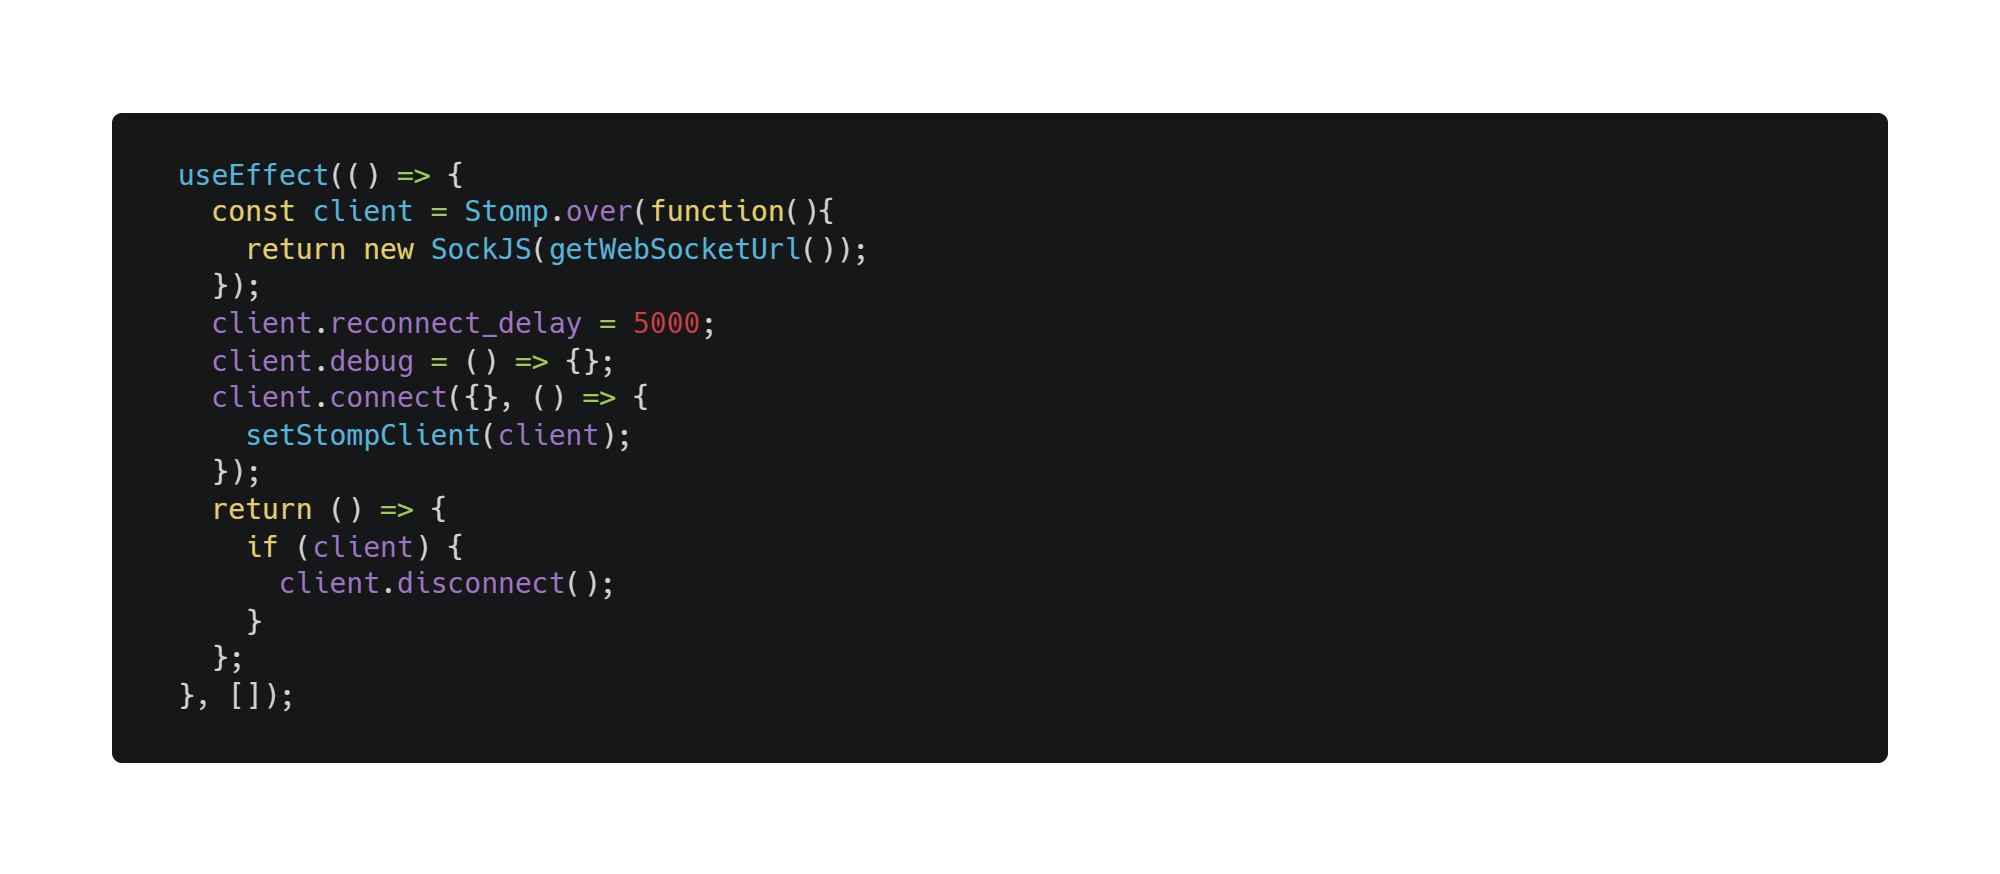 useEffect(() => {
  const client = Stomp.over(function(){
    return new SockJS(getWebSocketUrl());
  });
  client.reconnect_delay = 5000;
  client.debug = () => {};
  client.connect({}, () => {
    setStompClient(client);
  });
  return () => {
    if (client) {
      client.disconnect();
    }
  };
}, []);